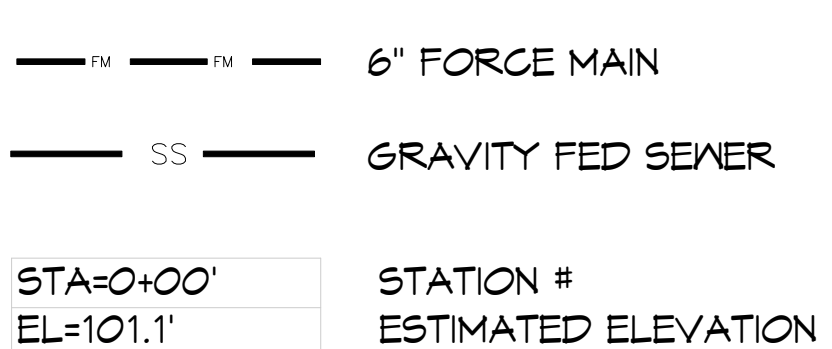 FM FM 6" FORCE MAIN
SS GRAVITY FED SEWER
STA=0+00' STATION #
EL=101.1' ESTIMATED ELEVATION